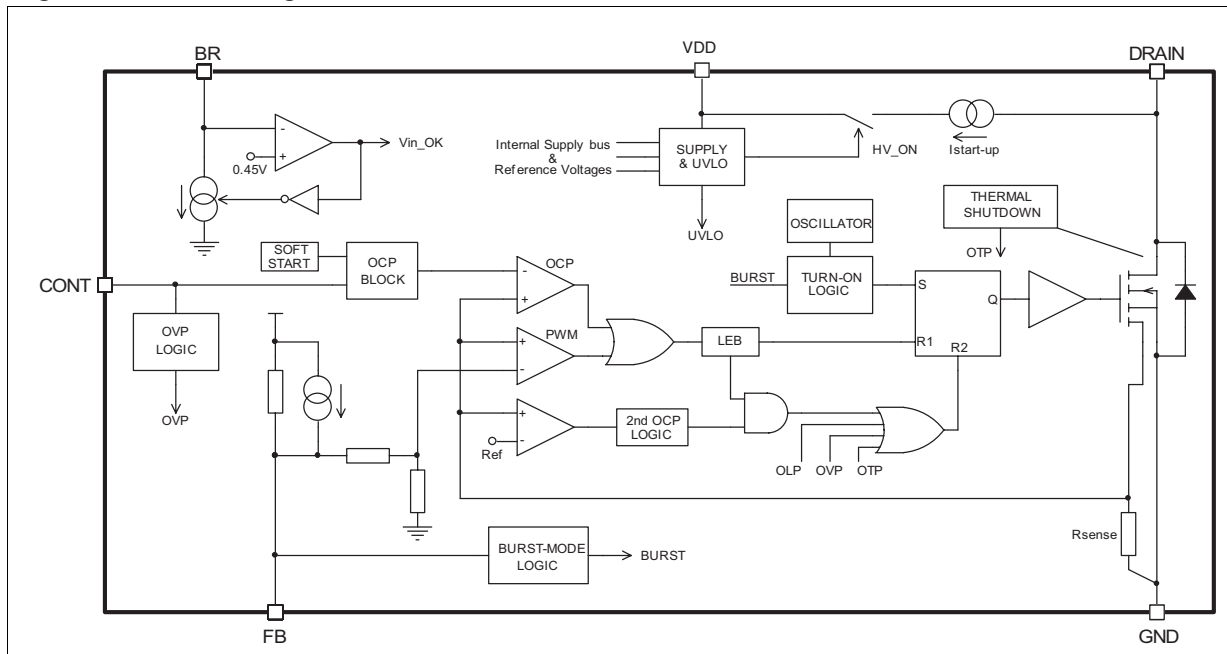 BR
VDD
DRAIN
-
+
0.45V
Vin_OK
Internal Supply bus
&
Reference Voltages
SUPPLY
& UVLO
HV_ON
Istart-up
UVLO
THERMAL
SHUTDOWN
OTP
OSCILLATOR
SOFT
START
OCP
BLOCK
OCP
-
+
BURST
TURN-ON
LOGIC
S
Q
R1
R2
CONT
OVP
LOGIC
OVP
PWM
+
-
LEB
+
-
Ref
2nd OCP
LOGIC
OLP
OVP
OTP
Rsense
BURST-MODE
LOGIC
BURST
FB
GND